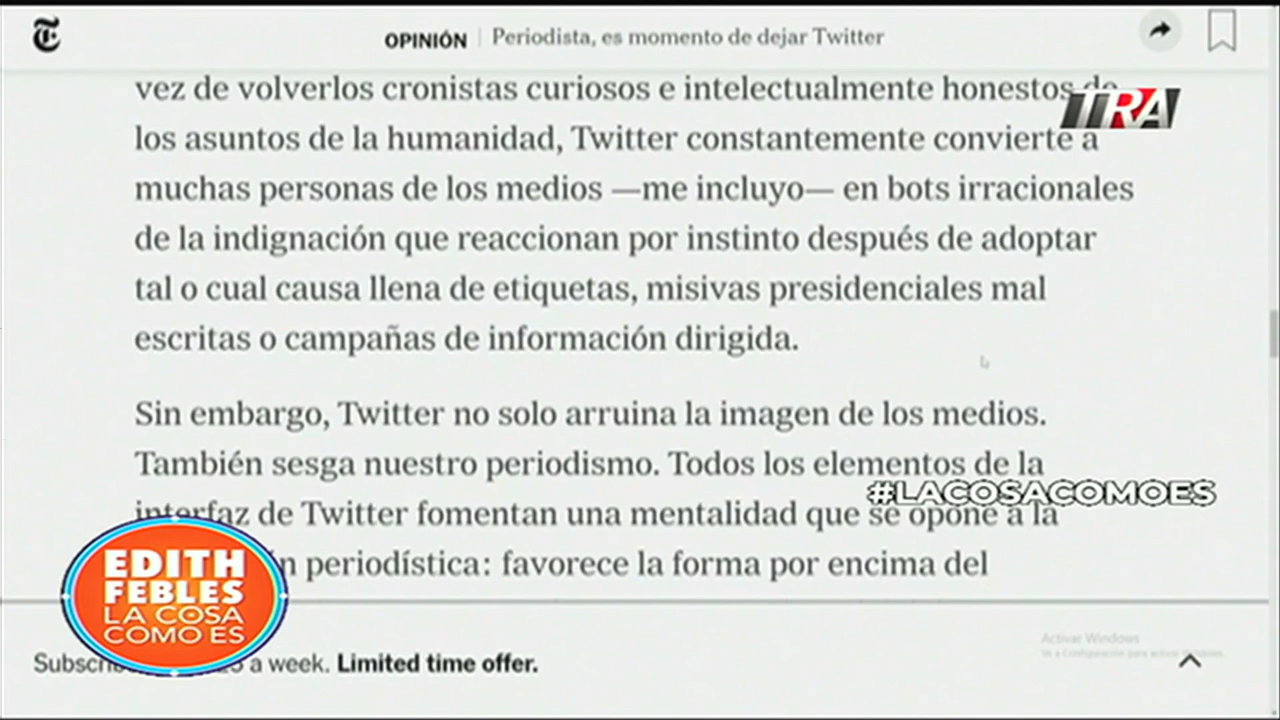 OPINIÓN | Periodista, es momento de dejar Twitter
vez de volverlos cronistas curiosos e intelectualmente honestos de
TRA
los asuntos de la humanidad, Twitter constantemente convierte a
muchas personas de los medios —me incluyo— en bots irracionales
de la indignación que reaccionan por instinto después de adoptar
tal o cual causa llena de etiquetas, misivas presidenciales mal
escritas o campañas de información dirigida.
Sin embargo, Twitter no solo arruina la imagen de los medios.
También sesga nuestro periodismo. Todos los elementos de la
#LACOSACOMOES
interfaz de Twitter fomentan una mentalidad que se opone a la
periodística: favorece la forma por encima del
EDITH
FEBLES
LA COSA
COMO ES
a week. Limited time offer.
Activar Windows